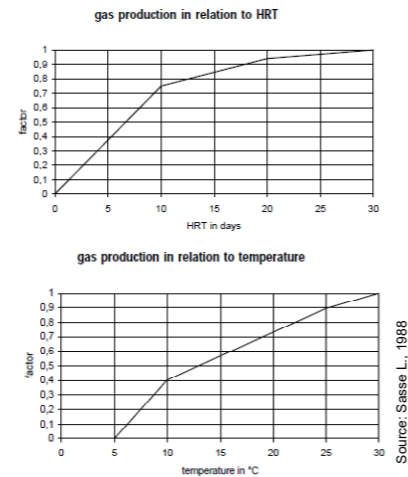 gas production in relation to HRT
1
0,9
0,8
0,7
0,6
0,5
0,4
0,3
0,2
0,1
0
factor
0 5 10 15 20 25 30
HRT in days
gas production in relation to temperature
1
0,9
0,8
0,7
0,6
0,5
0,4
0,3
0,2
0,1
0
factor
0 5 10 15 20 25 30
temperature in °C
Source: Sasse L., 1988